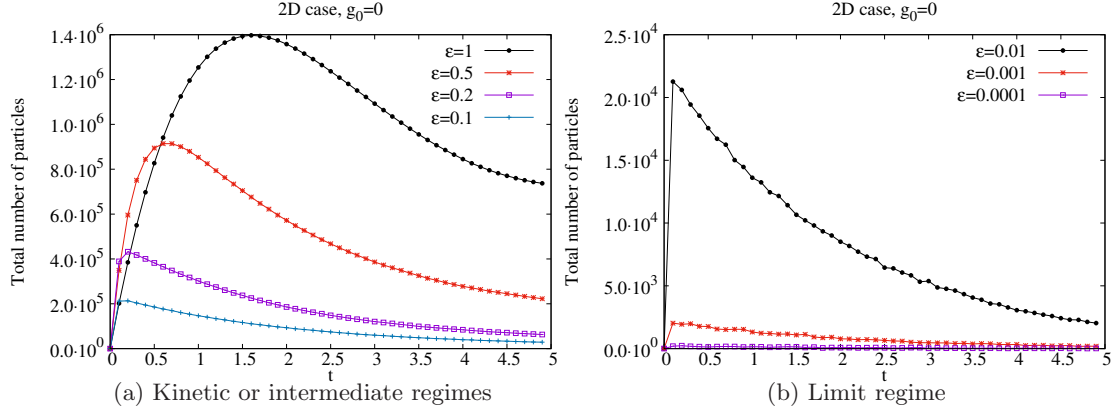 2D case, g₀=0
Total number of particles
1.4·10⁶
1.2·10⁶
1.0·10⁶
8.0·10⁵
6.0·10⁵
4.0·10⁵
2.0·10⁵
0.0·10⁰
ε=1
ε=0.5
ε=0.2
ε=0.1
0 0.5 1 1.5 2 2.5 3 3.5 4 4.5 5
t
(a) Kinetic or intermediate regimes
2D case, g₀=0
Total number of particles
2.5·10⁴
2.0·10⁴
1.5·10⁴
1.0·10⁴
5.0·10³
0.0·10⁰
ε=0.01
ε=0.001
ε=0.0001
0 0.5 1 1.5 2 2.5 3 3.5 4 4.5 5
t
(b) Limit regime